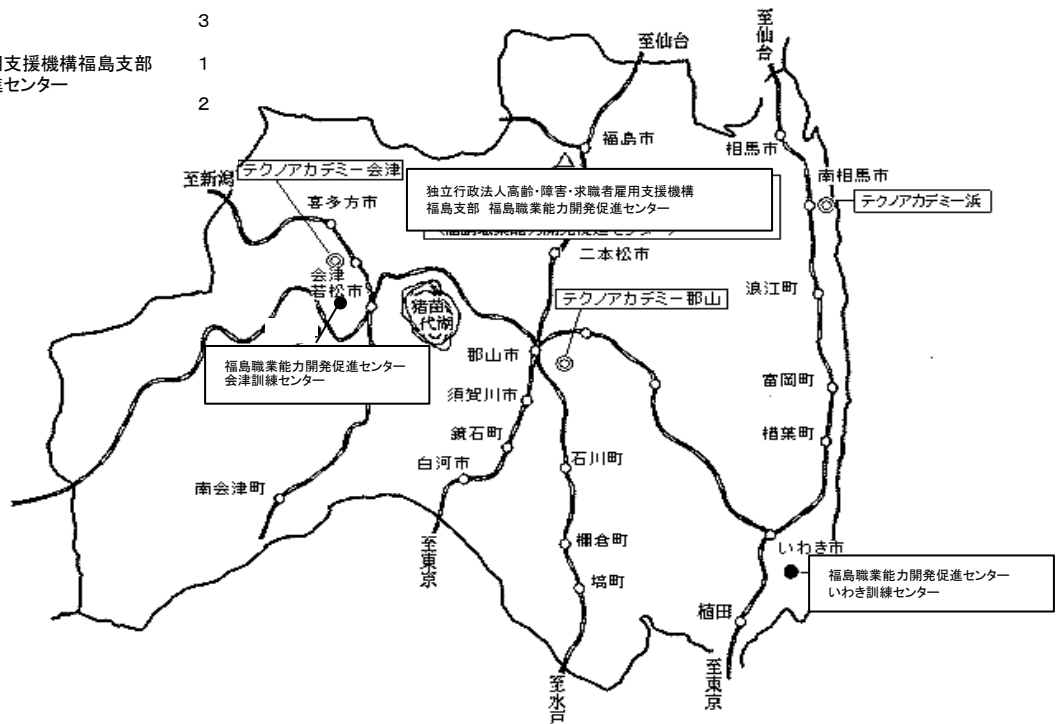 3
支援機構福島支部
1
センター
2
至仙台
至仙台
福島市
相馬市
テクノアカデミー会津
至新潟
南相馬市
独立行政法人高齢・障害・求職者雇用支援機構
福島支部 福島職業能力開発促進センター
テクノアカデミー浜
喜多方市
二本松市
会津
若松市
テクノアカデミー郡山
浪江町
猪苗
代湖
郡山市
福島職業能力開発促進センター
会津訓練センター
富岡町
須賀川市
鏡石町
楢葉町
白河市
石川町
南会津町
至東京
棚倉町
いわき市
福島職業能力開発促進センター
いわき訓練センター
塙町
植田
至水戸
至東京